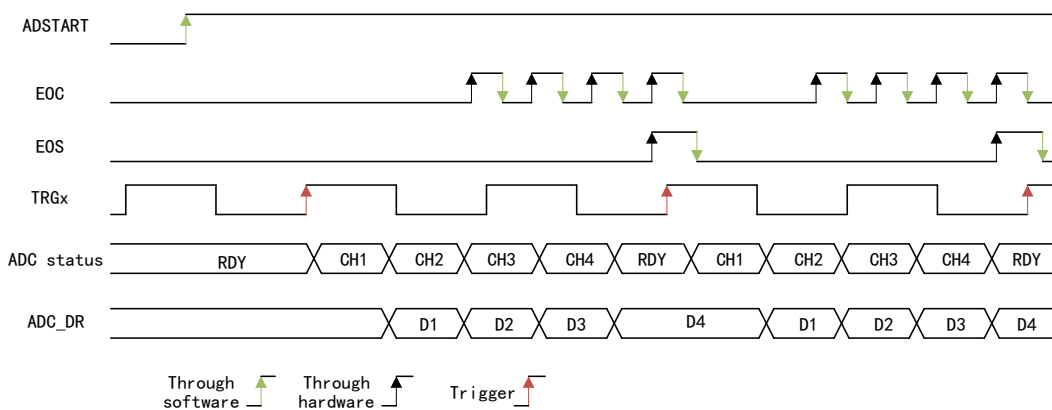 ADSTART
EOC
EOS
TRGx
ADC status RDY CH1 CH2 CH3 CH4 RDY CH1 CH2 CH3 CH4 RDY
ADC_DR D1 D2 D3 D4 D1 D2 D3 D4
Through software
Through hardware
Trigger